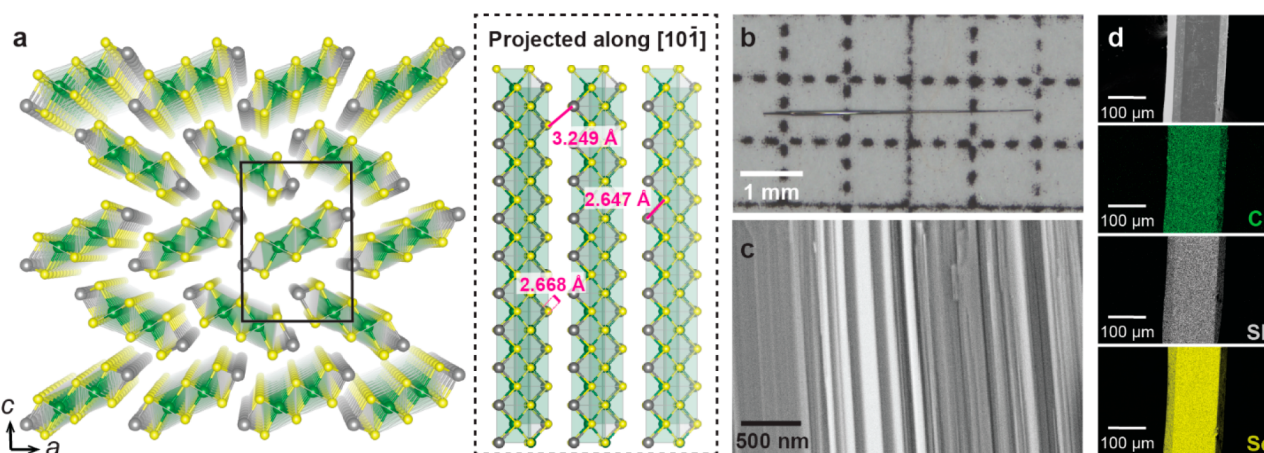 a
Projected along [101̄]
3.249 Å
2.647 Å
2.668 Å
c
a
b
1 mm
c
500 nm
d
100 µm
100 µm
C
100 µm
100 µm
Se